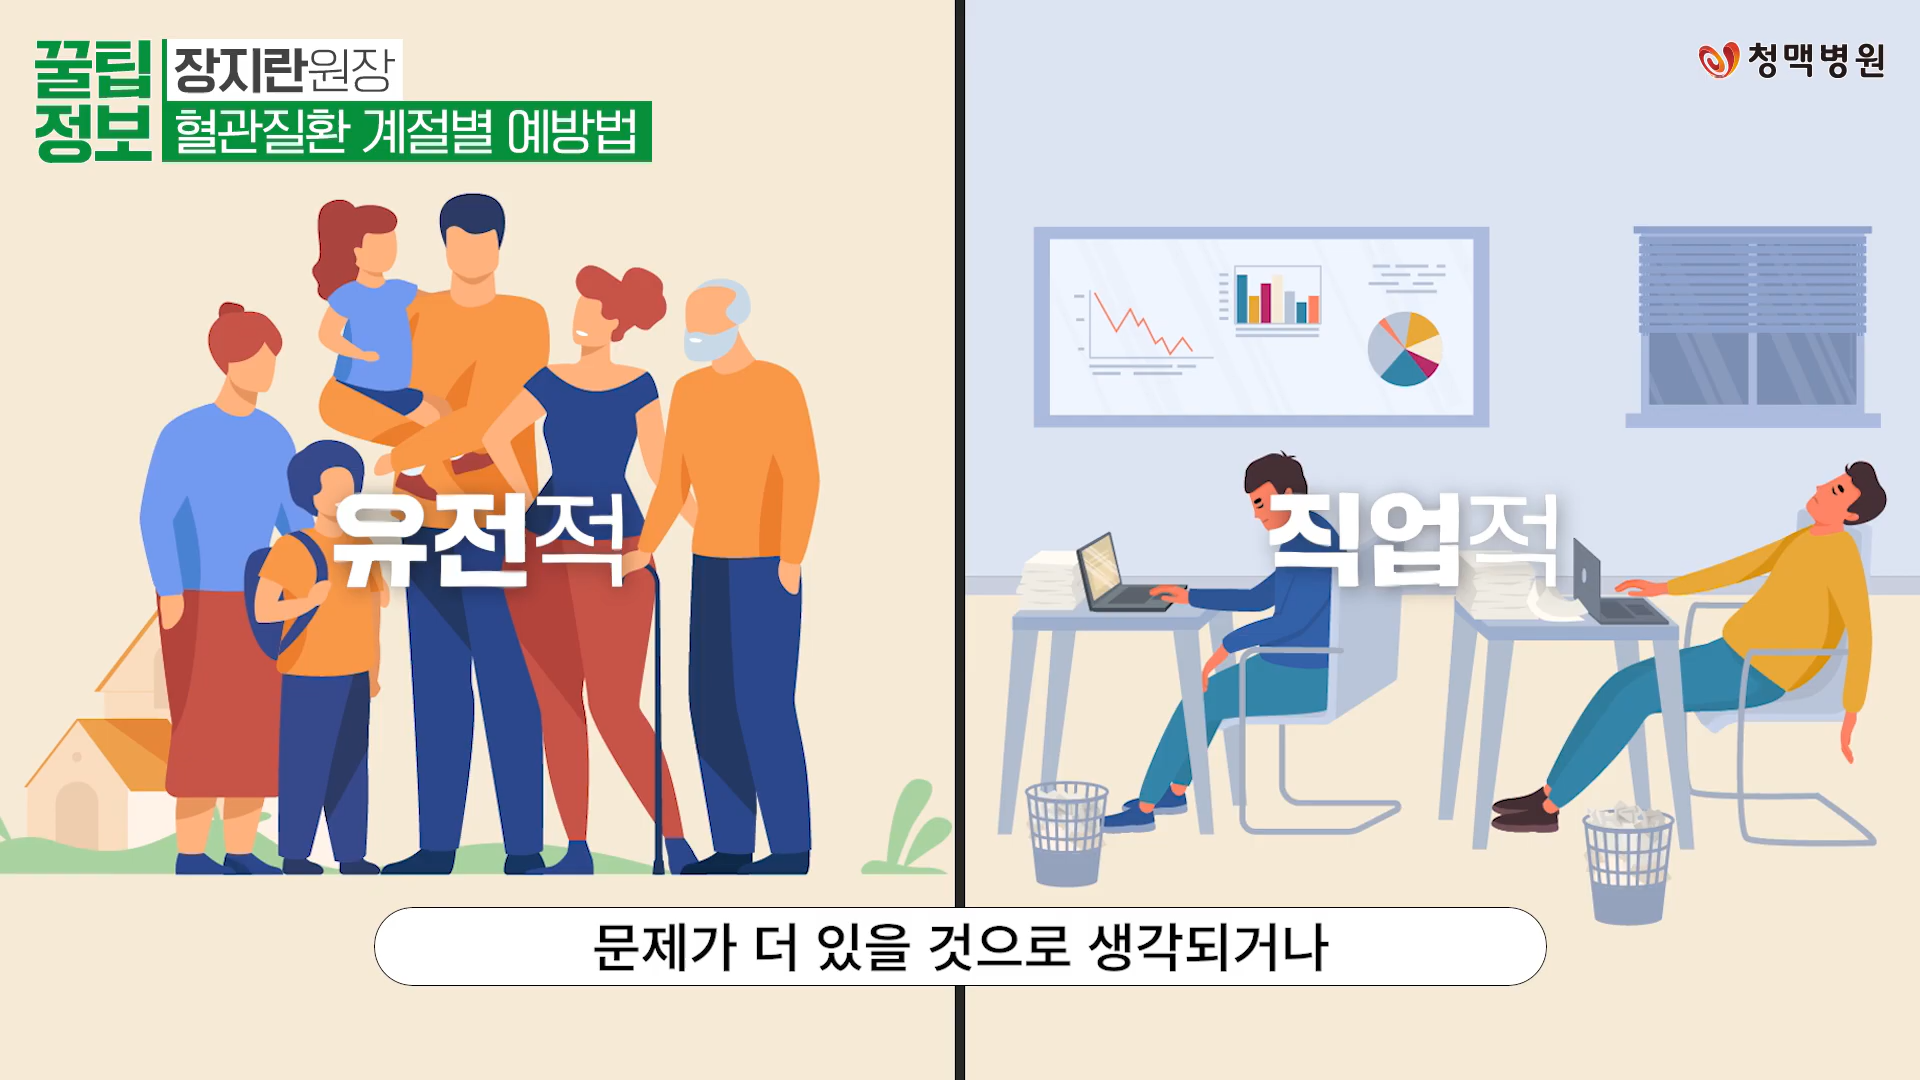 꿀팁
정보
장지란원장
혈관질환 계절별 예방법
청맥병원
유전적
직업적
문제가 더 있을 것으로 생각되거나